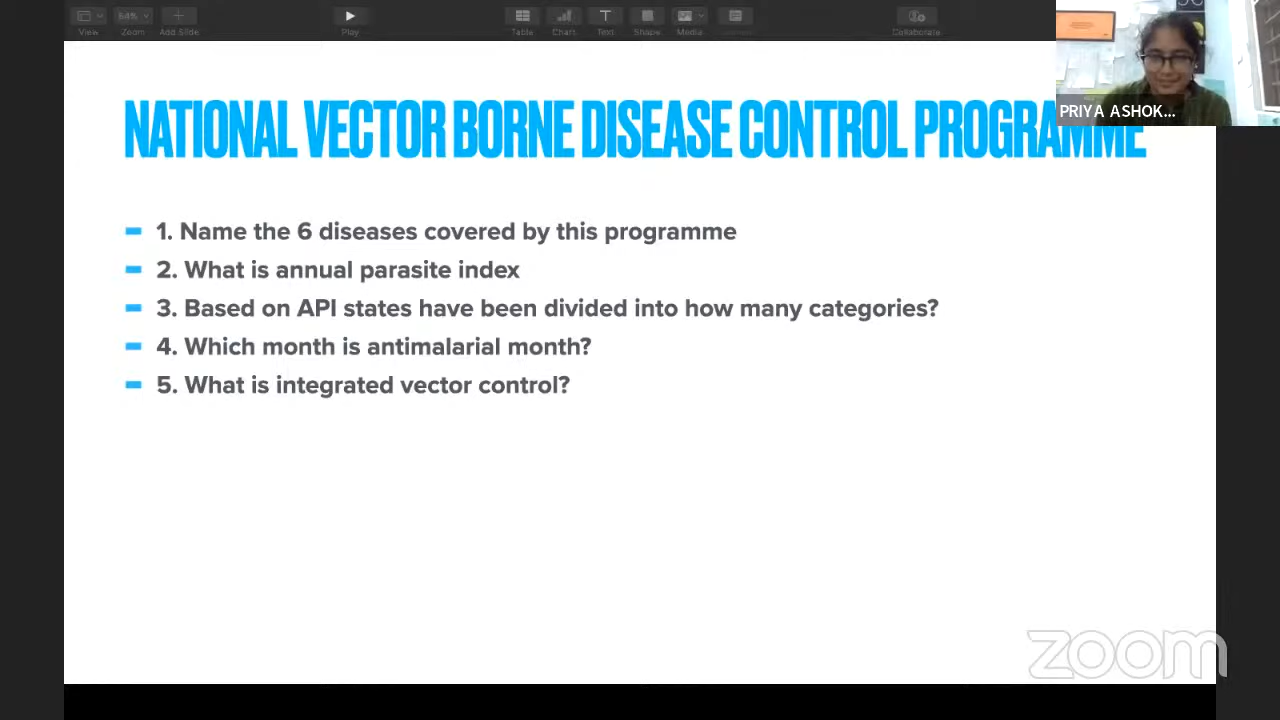 View
54%
Zoom
Add Slide
Play
Table
Chart
Text
Shape
Media
Collaborate
PRIYA ASHOK...
NATIONAL VECTOR BORNE DISEASE CONTROL PROGRAMME
1. Name the 6 diseases covered by this programme
2. What is annual parasite index
3. Based on API states have been divided into how many categories?
4. Which month is antimalarial month?
5. What is integrated vector control?
zoom